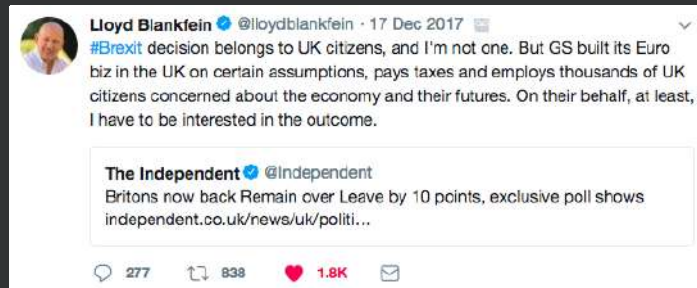 Lloyd Blankfein @lloydblankfein · 17 Dec 2017
#Brexit decision belongs to UK citizens, and I'm not one. But GS built its Euro
biz in the UK on certain assumptions, pays taxes and employs thousands of UK
citizens concerned about the economy and their futures. On their behalf, at least,
I have to be interested in the outcome.
The Independent @Independent
Britons now back Remain over Leave by 10 points, exclusive poll shows
independent.co.uk/news/uk/politi...
277 838 1.8K